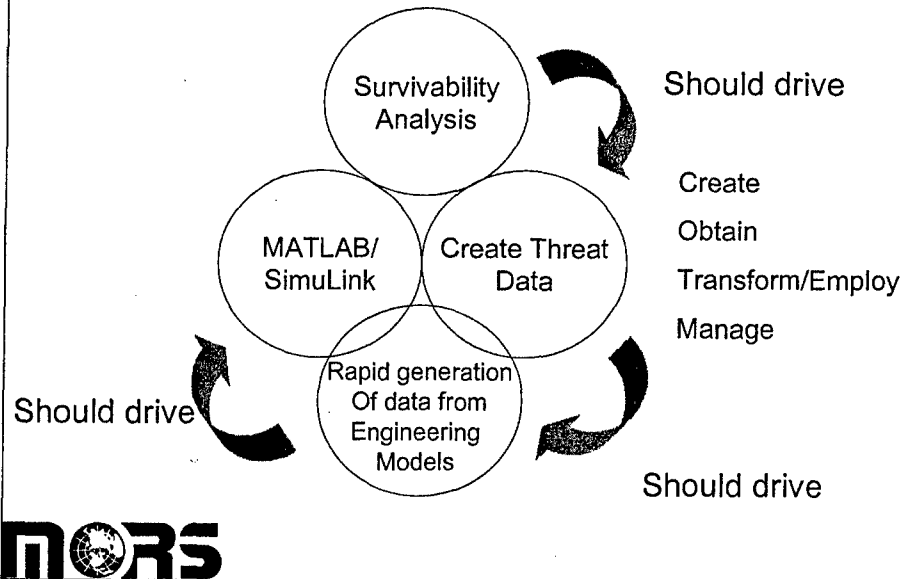 Survivability
Analysis
Should drive
MATLAB/
SimuLink
Create Threat
Data
Create
Obtain
Transform/Employ
Manage
Rapid generation
Of data from
Engineering
Models
Should drive
Should drive
MORS